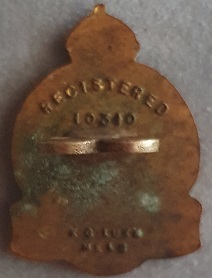 REGISTERED
10340
K·G·LUKE
MELB